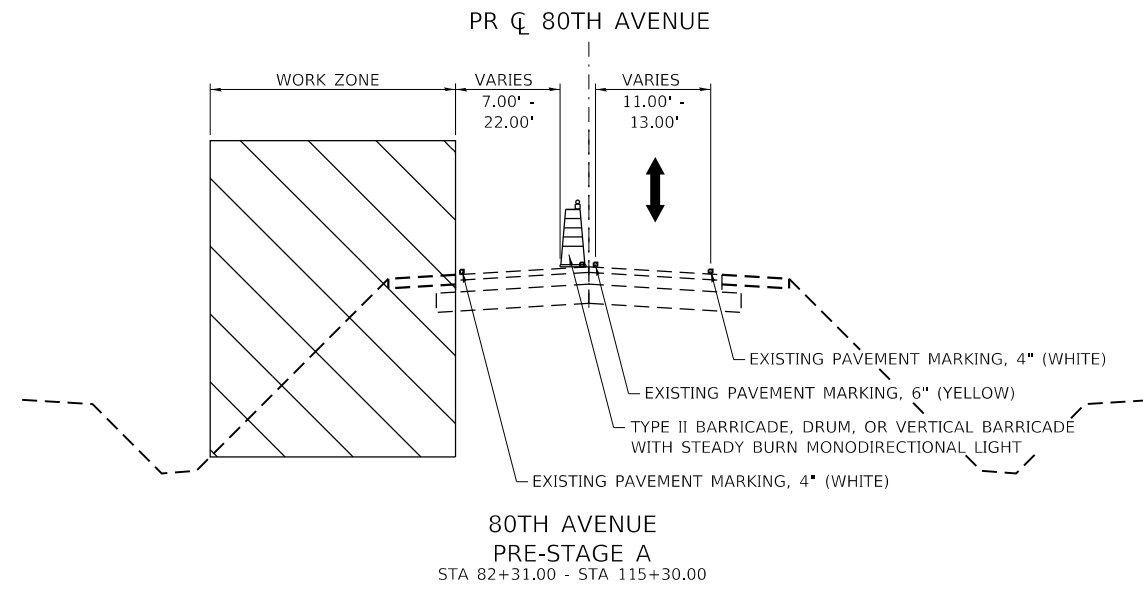 PR ℄ 80TH AVENUE
WORK ZONE
VARIES
7.00' -
22.00'
VARIES
11.00' -
13.00'
EXISTING PAVEMENT MARKING, 4" (WHITE)
EXISTING PAVEMENT MARKING, 6" (YELLOW)
TYPE II BARRICADE, DRUM, OR VERTICAL BARRICADE
WITH STEADY BURN MONODIRECTIONAL LIGHT
EXISTING PAVEMENT MARKING, 4" (WHITE)
80TH AVENUE
PRE-STAGE A
STA 82+31.00 - STA 115+30.00